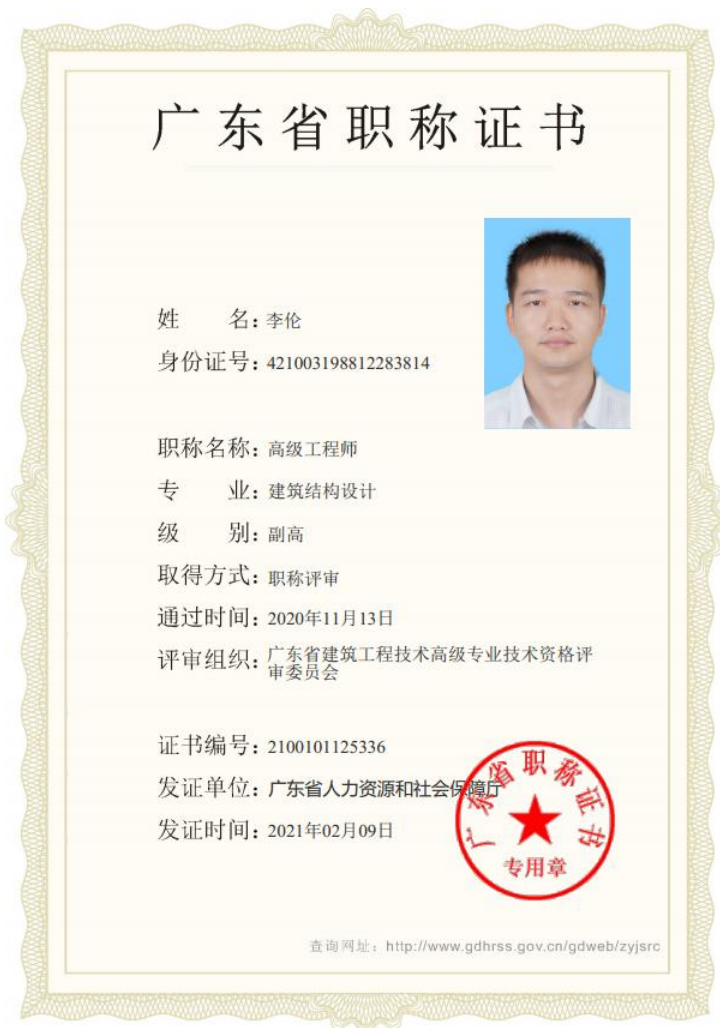 广东省职称证书
姓 名：李伦
身份证号：421003198812283814
职称名称：高级工程师
专 业：建筑结构设计
级 别：副高
取得方式：职称评审
通过时间：2020年11月13日
评审组织：广东省建筑工程技术高级专业技术资格评
审委员会
证书编号：2100101125336
发证单位：广东省人力资源和社会保障厅
发证时间：2021年02月09日
广东省职称证书
专用章
查询网址：http://www.gdhrss.gov.cn/gdweb/zyjsrc